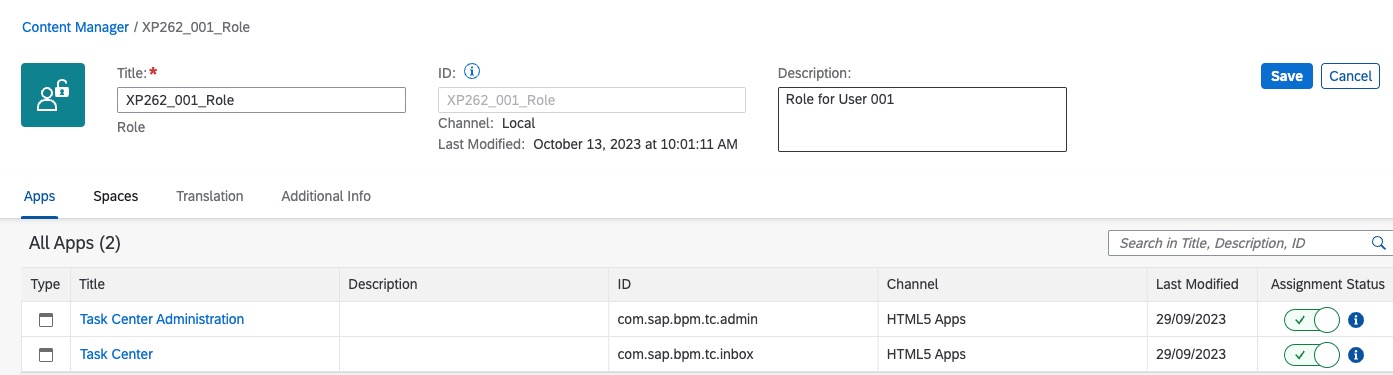 Content Manager / XP262_001_Role
Title:*
XP262_001_Role
Role
ID:
XP262_001_Role
Channel: Local
Last Modified: October 13, 2023 at 10:01:11 AM
Description:
Role for User 001
Save Cancel
Apps Spaces Translation Additional Info
All Apps (2)
Search in Title, Description, ID
Type Title Description ID Channel Last Modified Assignment Status
Task Center Administration com.sap.bpm.tc.admin HTML5 Apps 29/09/2023
Task Center com.sap.bpm.tc.inbox HTML5 Apps 29/09/2023